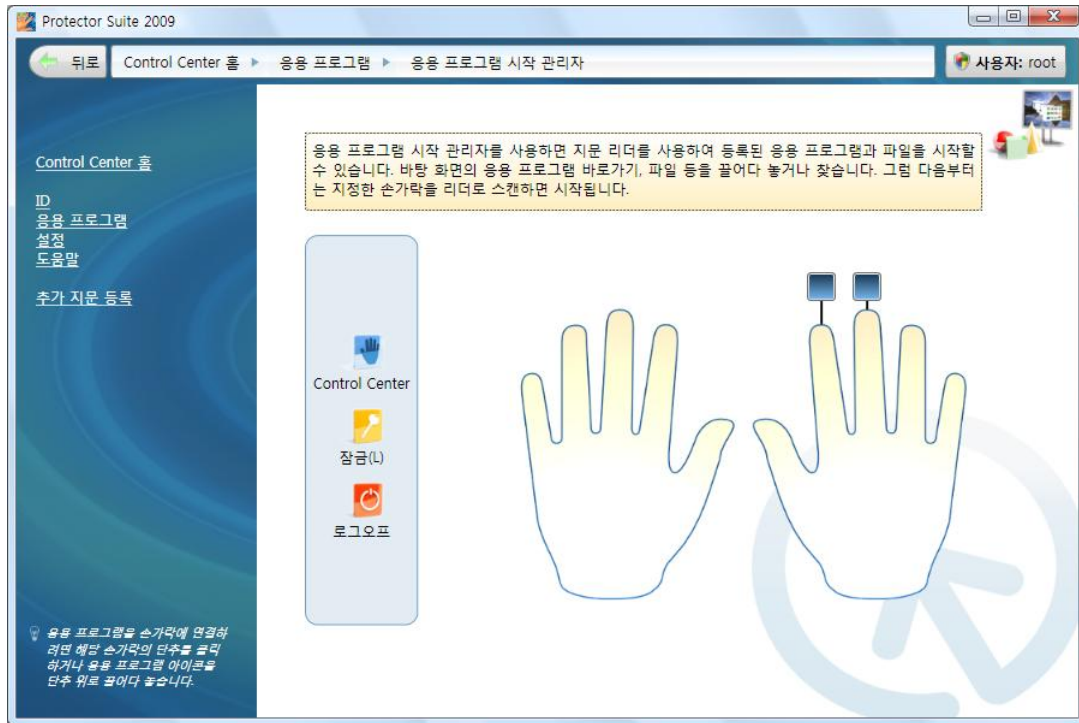 Protector Suite 2009
뒤로
Control Center 홈
응용 프로그램
응용 프로그램 시작 관리자
사용자: root
Control Center 홈
ID
응용 프로그램
설정
도움말
추가 지문 등록
응용 프로그램 시작 관리자를 사용하면 지문 리더를 사용하여 등록된 응용 프로그램과 파일을 시작할
수 있습니다. 바탕 화면의 응용 프로그램 바로가기, 파일 등을 끌어다 놓거나 찾습니다. 그럼 다음부터
는 지정한 손가락을 리더로 스캔하면 시작됩니다.
Control Center
잠금(L)
로그오프
응용 프로그램을 손가락에 연결하
려면 해당 손가락의 단추를 클릭
하거나 응용 프로그램 아이콘을
단추 위로 끌어다 놓습니다.